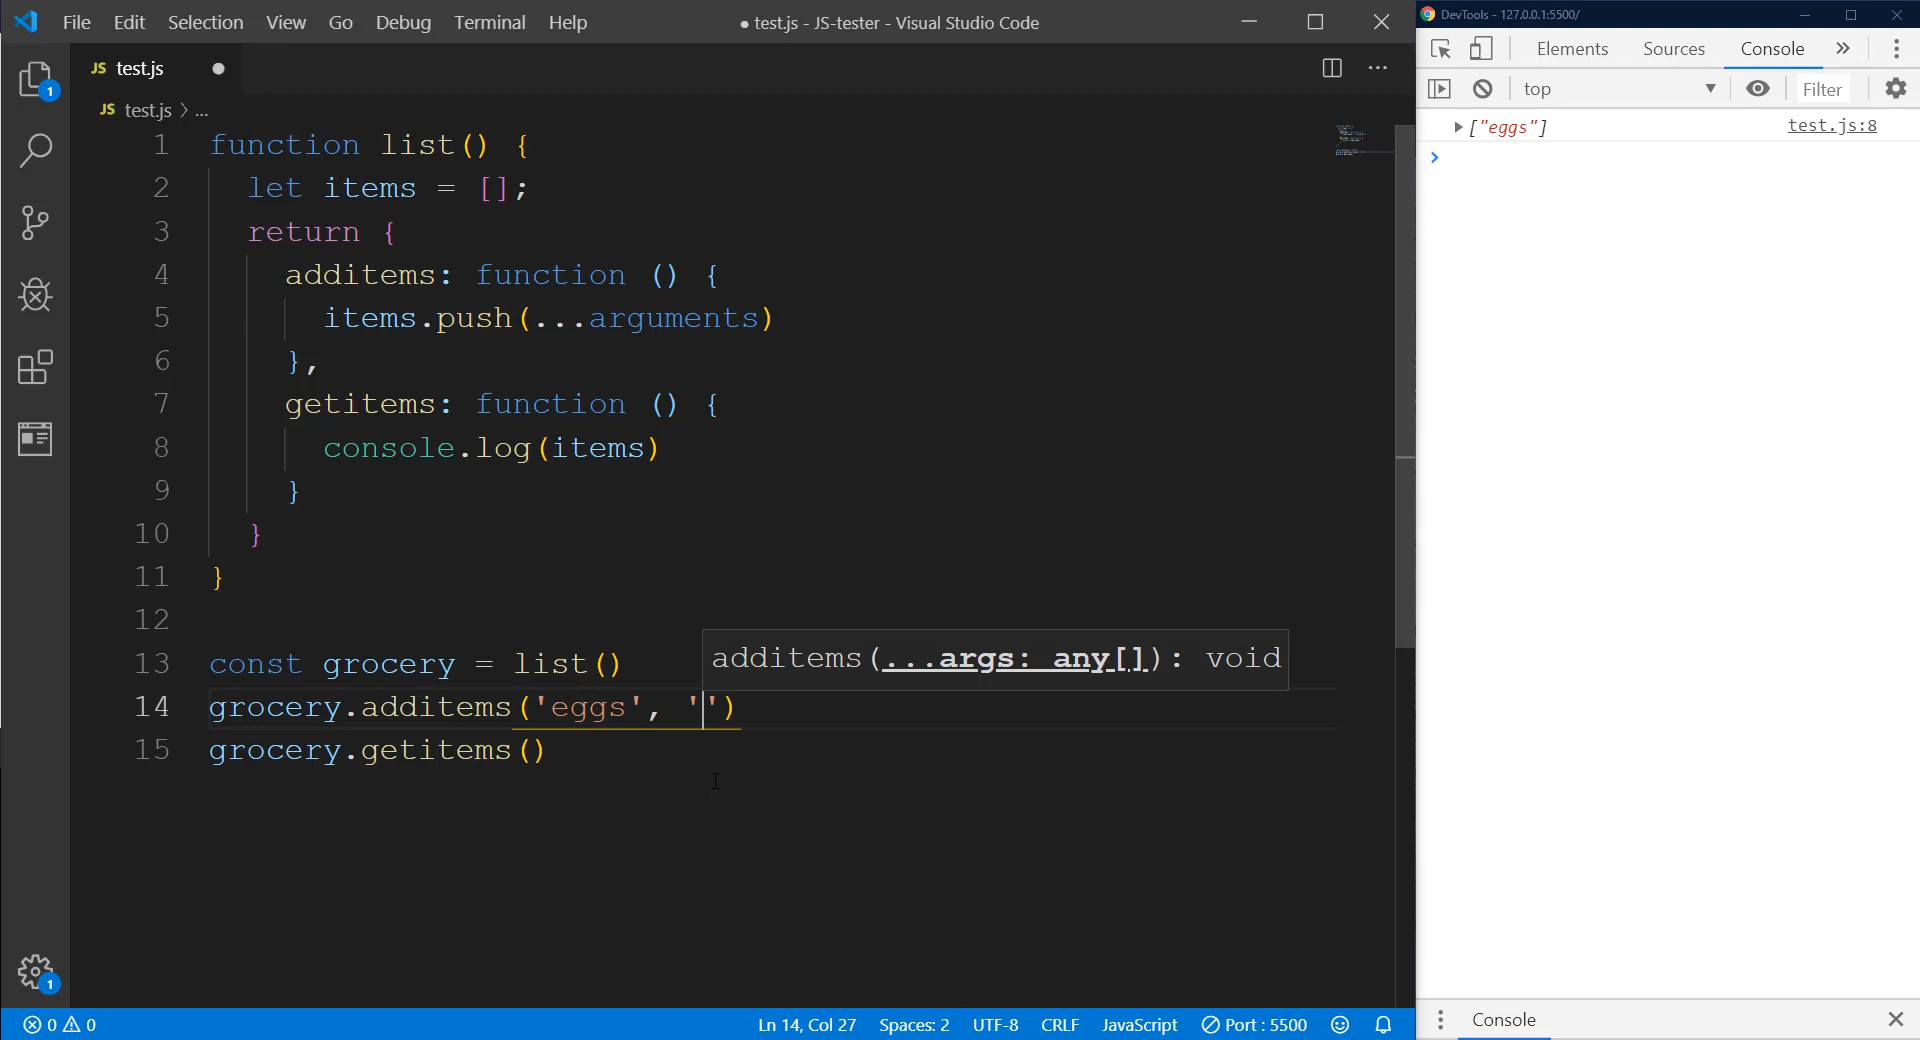 File Edit Selection View Go Debug Terminal Help
● test.js - JS-tester - Visual Studio Code
JS test.js ●
JS test.js > ...
1 function list() {
2 let items = [];
3 return {
4 additems: function () {
5 items.push(...arguments)
6 },
7 getitems: function () {
8 console.log(items)
9 }
10 }
11 }
12
13 const grocery = list()
additems(...args: any[]): void
14 grocery.additems('eggs', '')
15 grocery.getitems()
1
1
0 0
Ln 14, Col 27 Spaces: 2 UTF-8 CRLF JavaScript Port : 5500
DevTools - 127.0.0.1:5500/
Elements Sources Console »
top Filter
["eggs"] test.js:8
Console